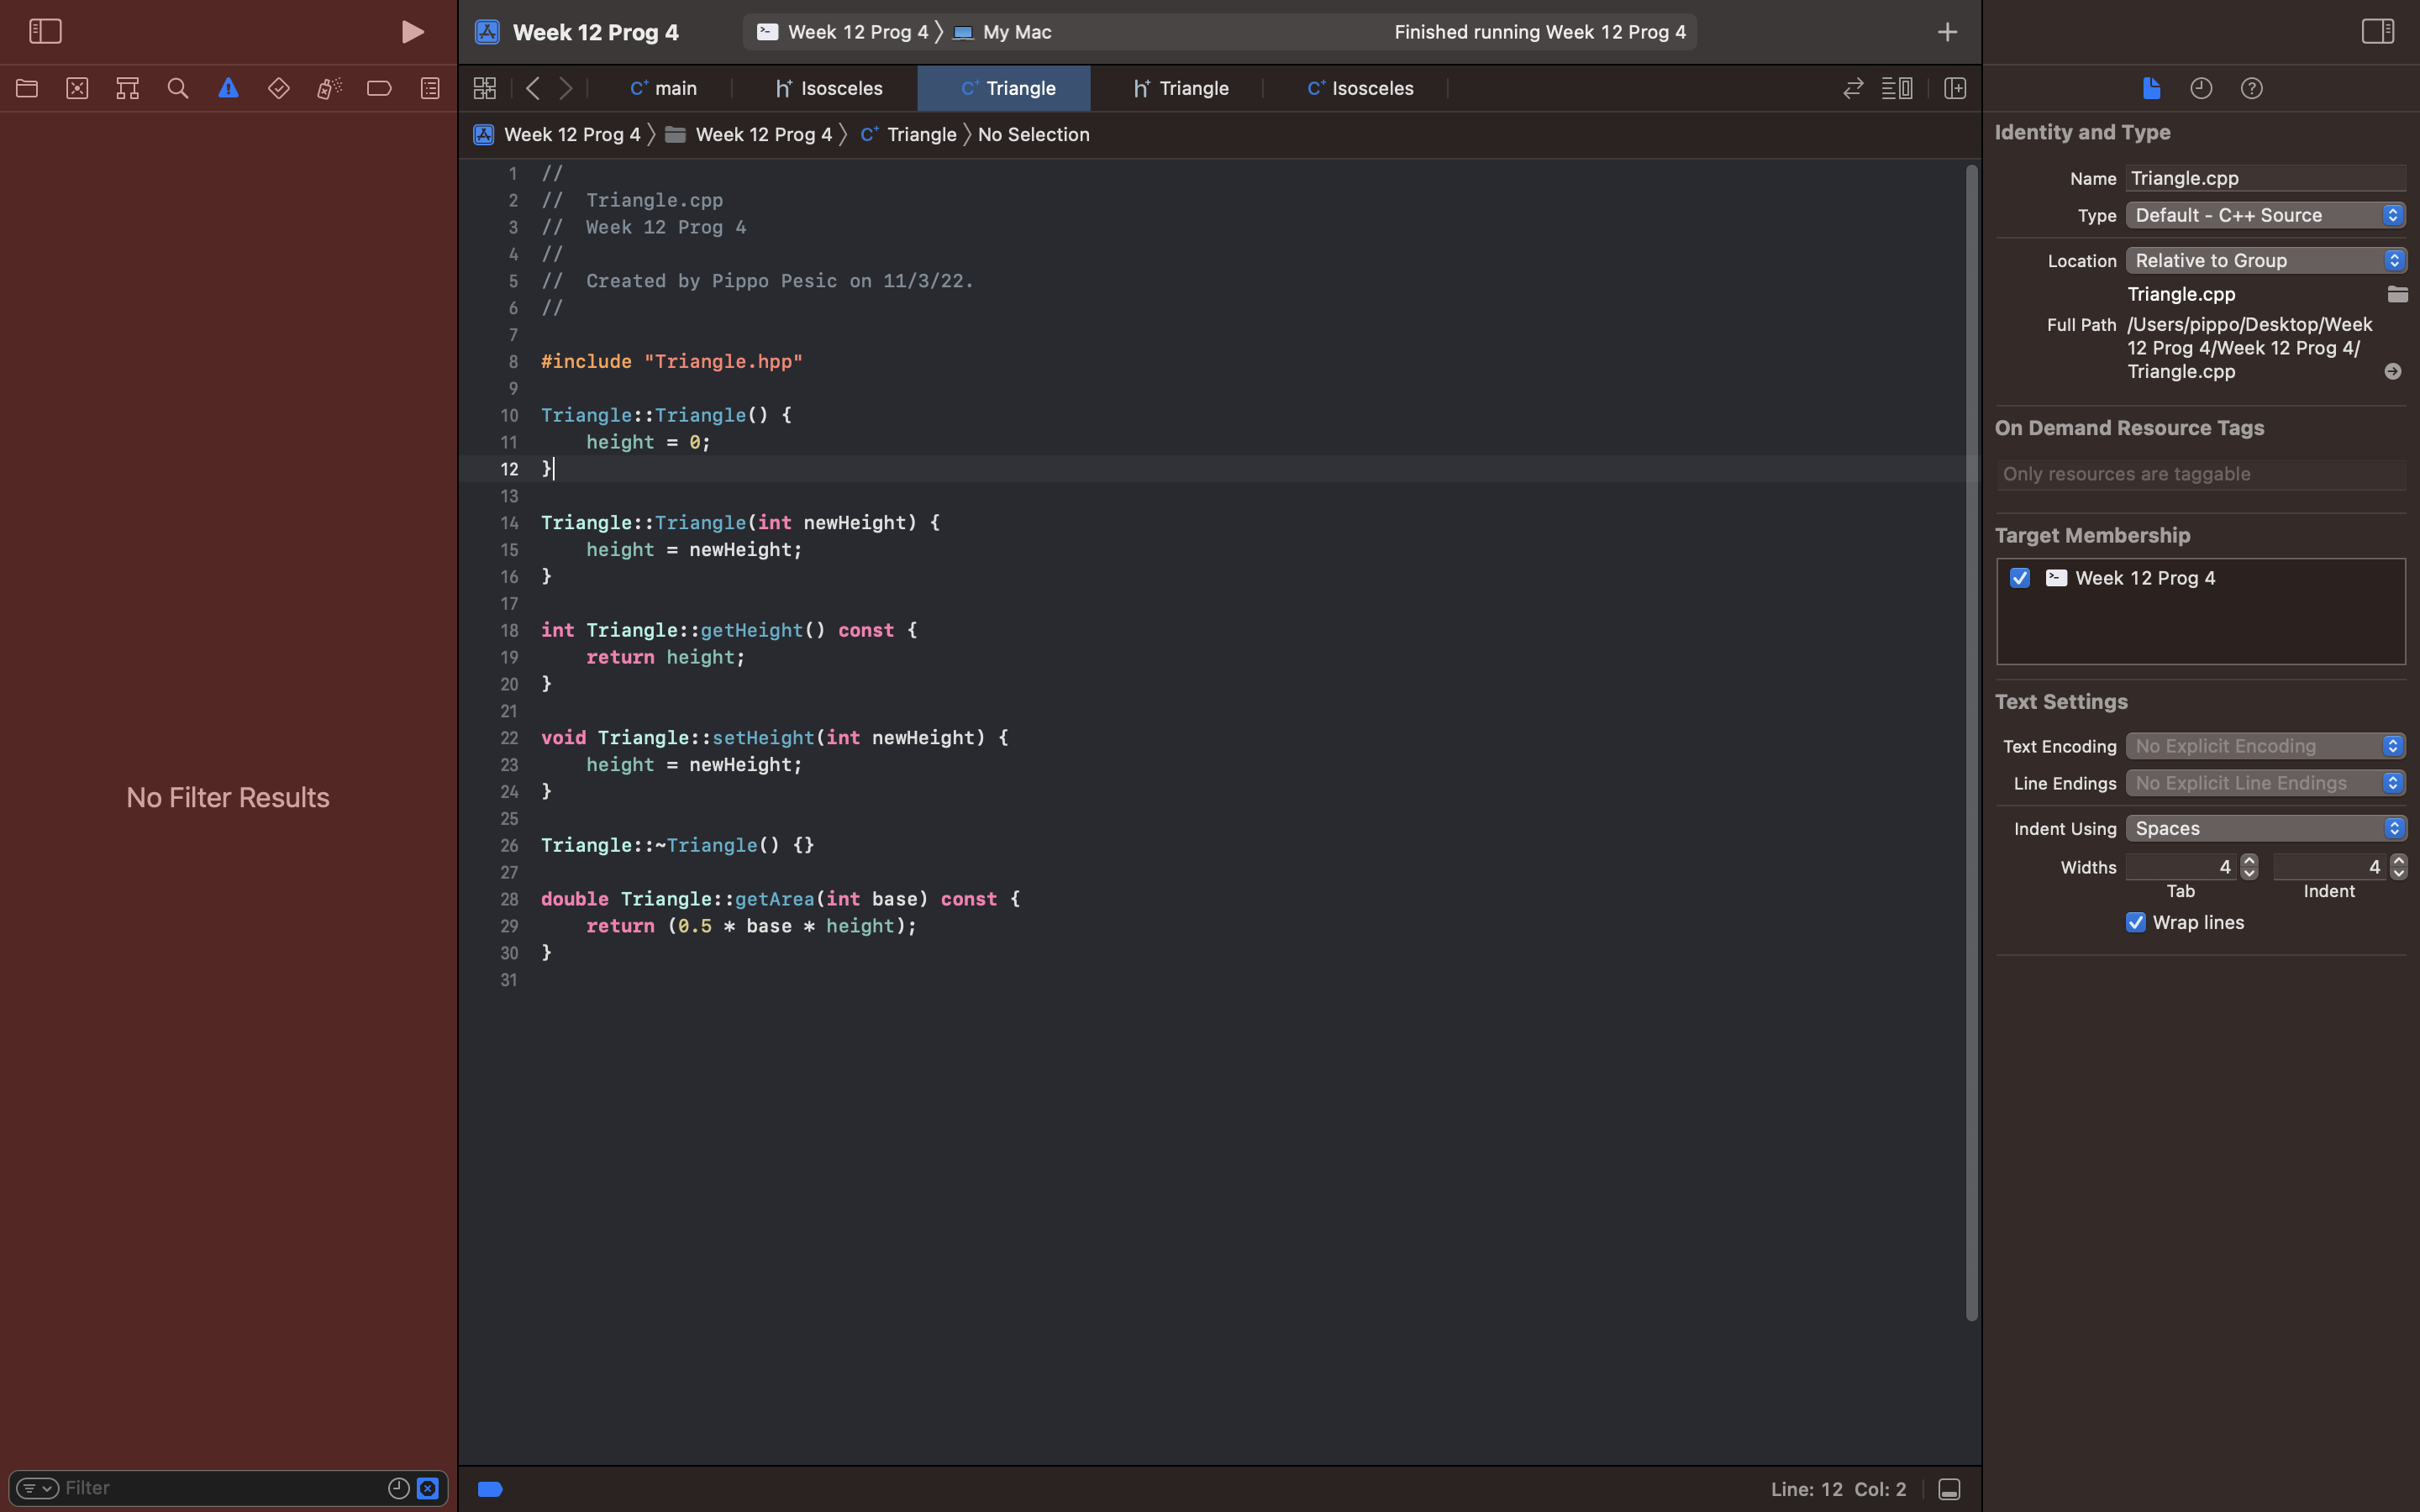 Week 12 Prog 4
Week 12 Prog 4 〉 My Mac
Finished running Week 12 Prog 4
main
Isosceles
Triangle
Triangle
Isosceles
Week 12 Prog 4 〉 Week 12 Prog 4 〉 Triangle 〉 No Selection
1 //
2 //  Triangle.cpp
3 //  Week 12 Prog 4
4 //
5 //  Created by Pippo Pesic on 11/3/22.
6 //
7
8 #include "Triangle.hpp"
9
10 Triangle::Triangle() {
11     height = 0;
12 }
13
14 Triangle::Triangle(int newHeight) {
15     height = newHeight;
16 }
17
18 int Triangle::getHeight() const {
19     return height;
20 }
21
22 void Triangle::setHeight(int newHeight) {
23     height = newHeight;
24 }
25
26 Triangle::~Triangle() {}
27
28 double Triangle::getArea(int base) const {
29     return (0.5 * base * height);
30 }
31
No Filter Results
Filter
Line: 12  Col: 2
Identity and Type
Name Triangle.cpp
Type Default - C++ Source
Location Relative to Group
Triangle.cpp
Full Path /Users/pippo/Desktop/Week
12 Prog 4/Week 12 Prog 4/
Triangle.cpp
On Demand Resource Tags
Only resources are taggable
Target Membership
Week 12 Prog 4
Text Settings
Text Encoding No Explicit Encoding
Line Endings No Explicit Line Endings
Indent Using Spaces
Widths 4 4
Tab Indent
Wrap lines